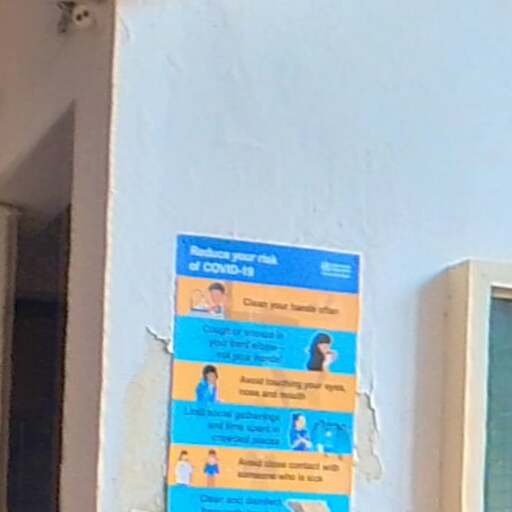 Reduce your risk
of COVID-19
Clean your hands often
Cough or sneeze in
your bent elbow -
not your hands!
Avoid touching your eyes,
nose and mouth
Limit social gatherings
and time spent in
crowded places
Avoid close contact with
someone who is sick
Clean and disinfect